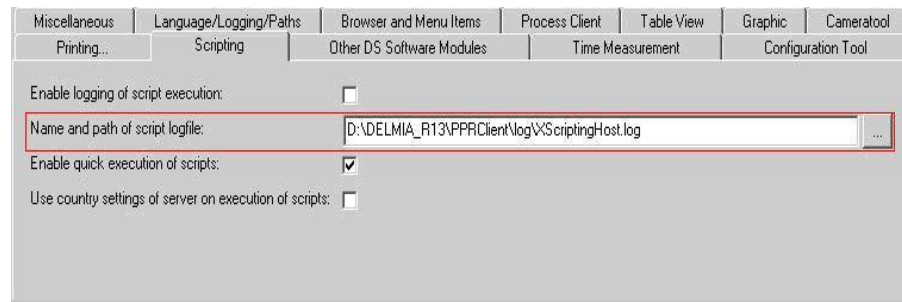 Miscellaneous Language/Logging/Paths Browser and Menu Items Process Client Table View Graphic Cameratool
Printing... Scripting Other DS Software Modules Time Measurement Configuration Tool
Enable logging of script execution:
Name and path of script logfile: D:\DELMIA_R13\PPRClient\log\XScriptingHost.log ...
Enable quick execution of scripts:
Use country settings of server on execution of scripts: